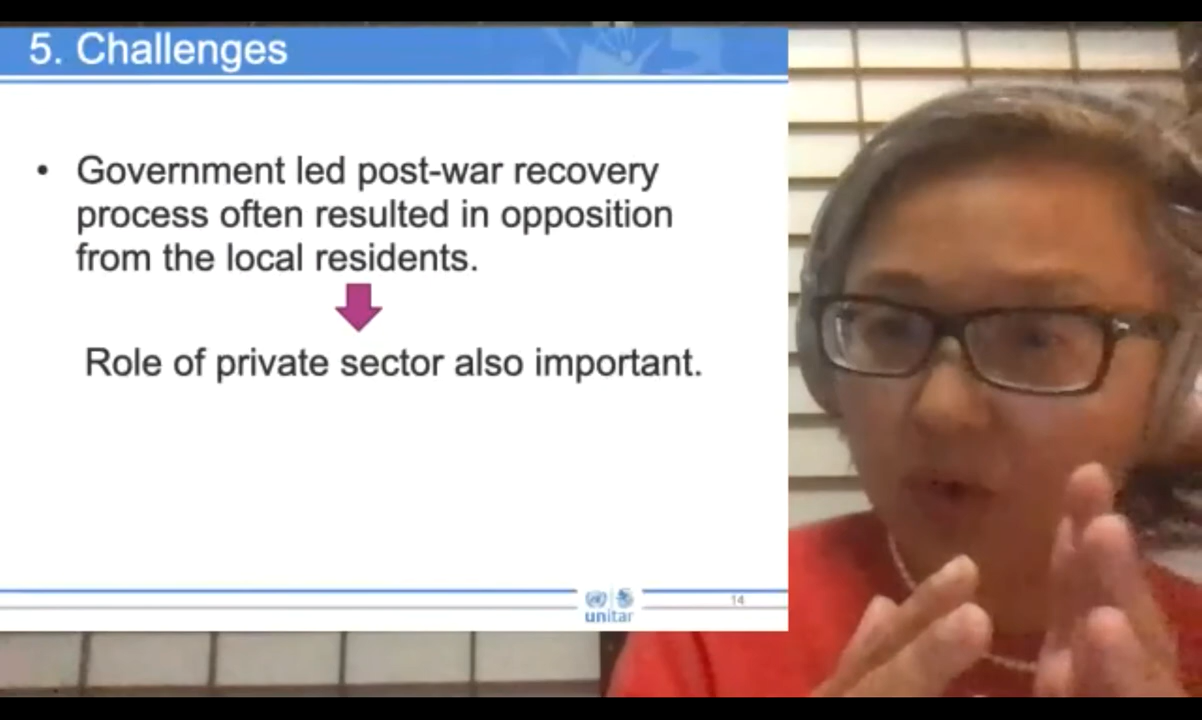 5. Challenges
• Government led post-war recovery
process often resulted in opposition
from the local residents.
Role of private sector also important.
unitar
14